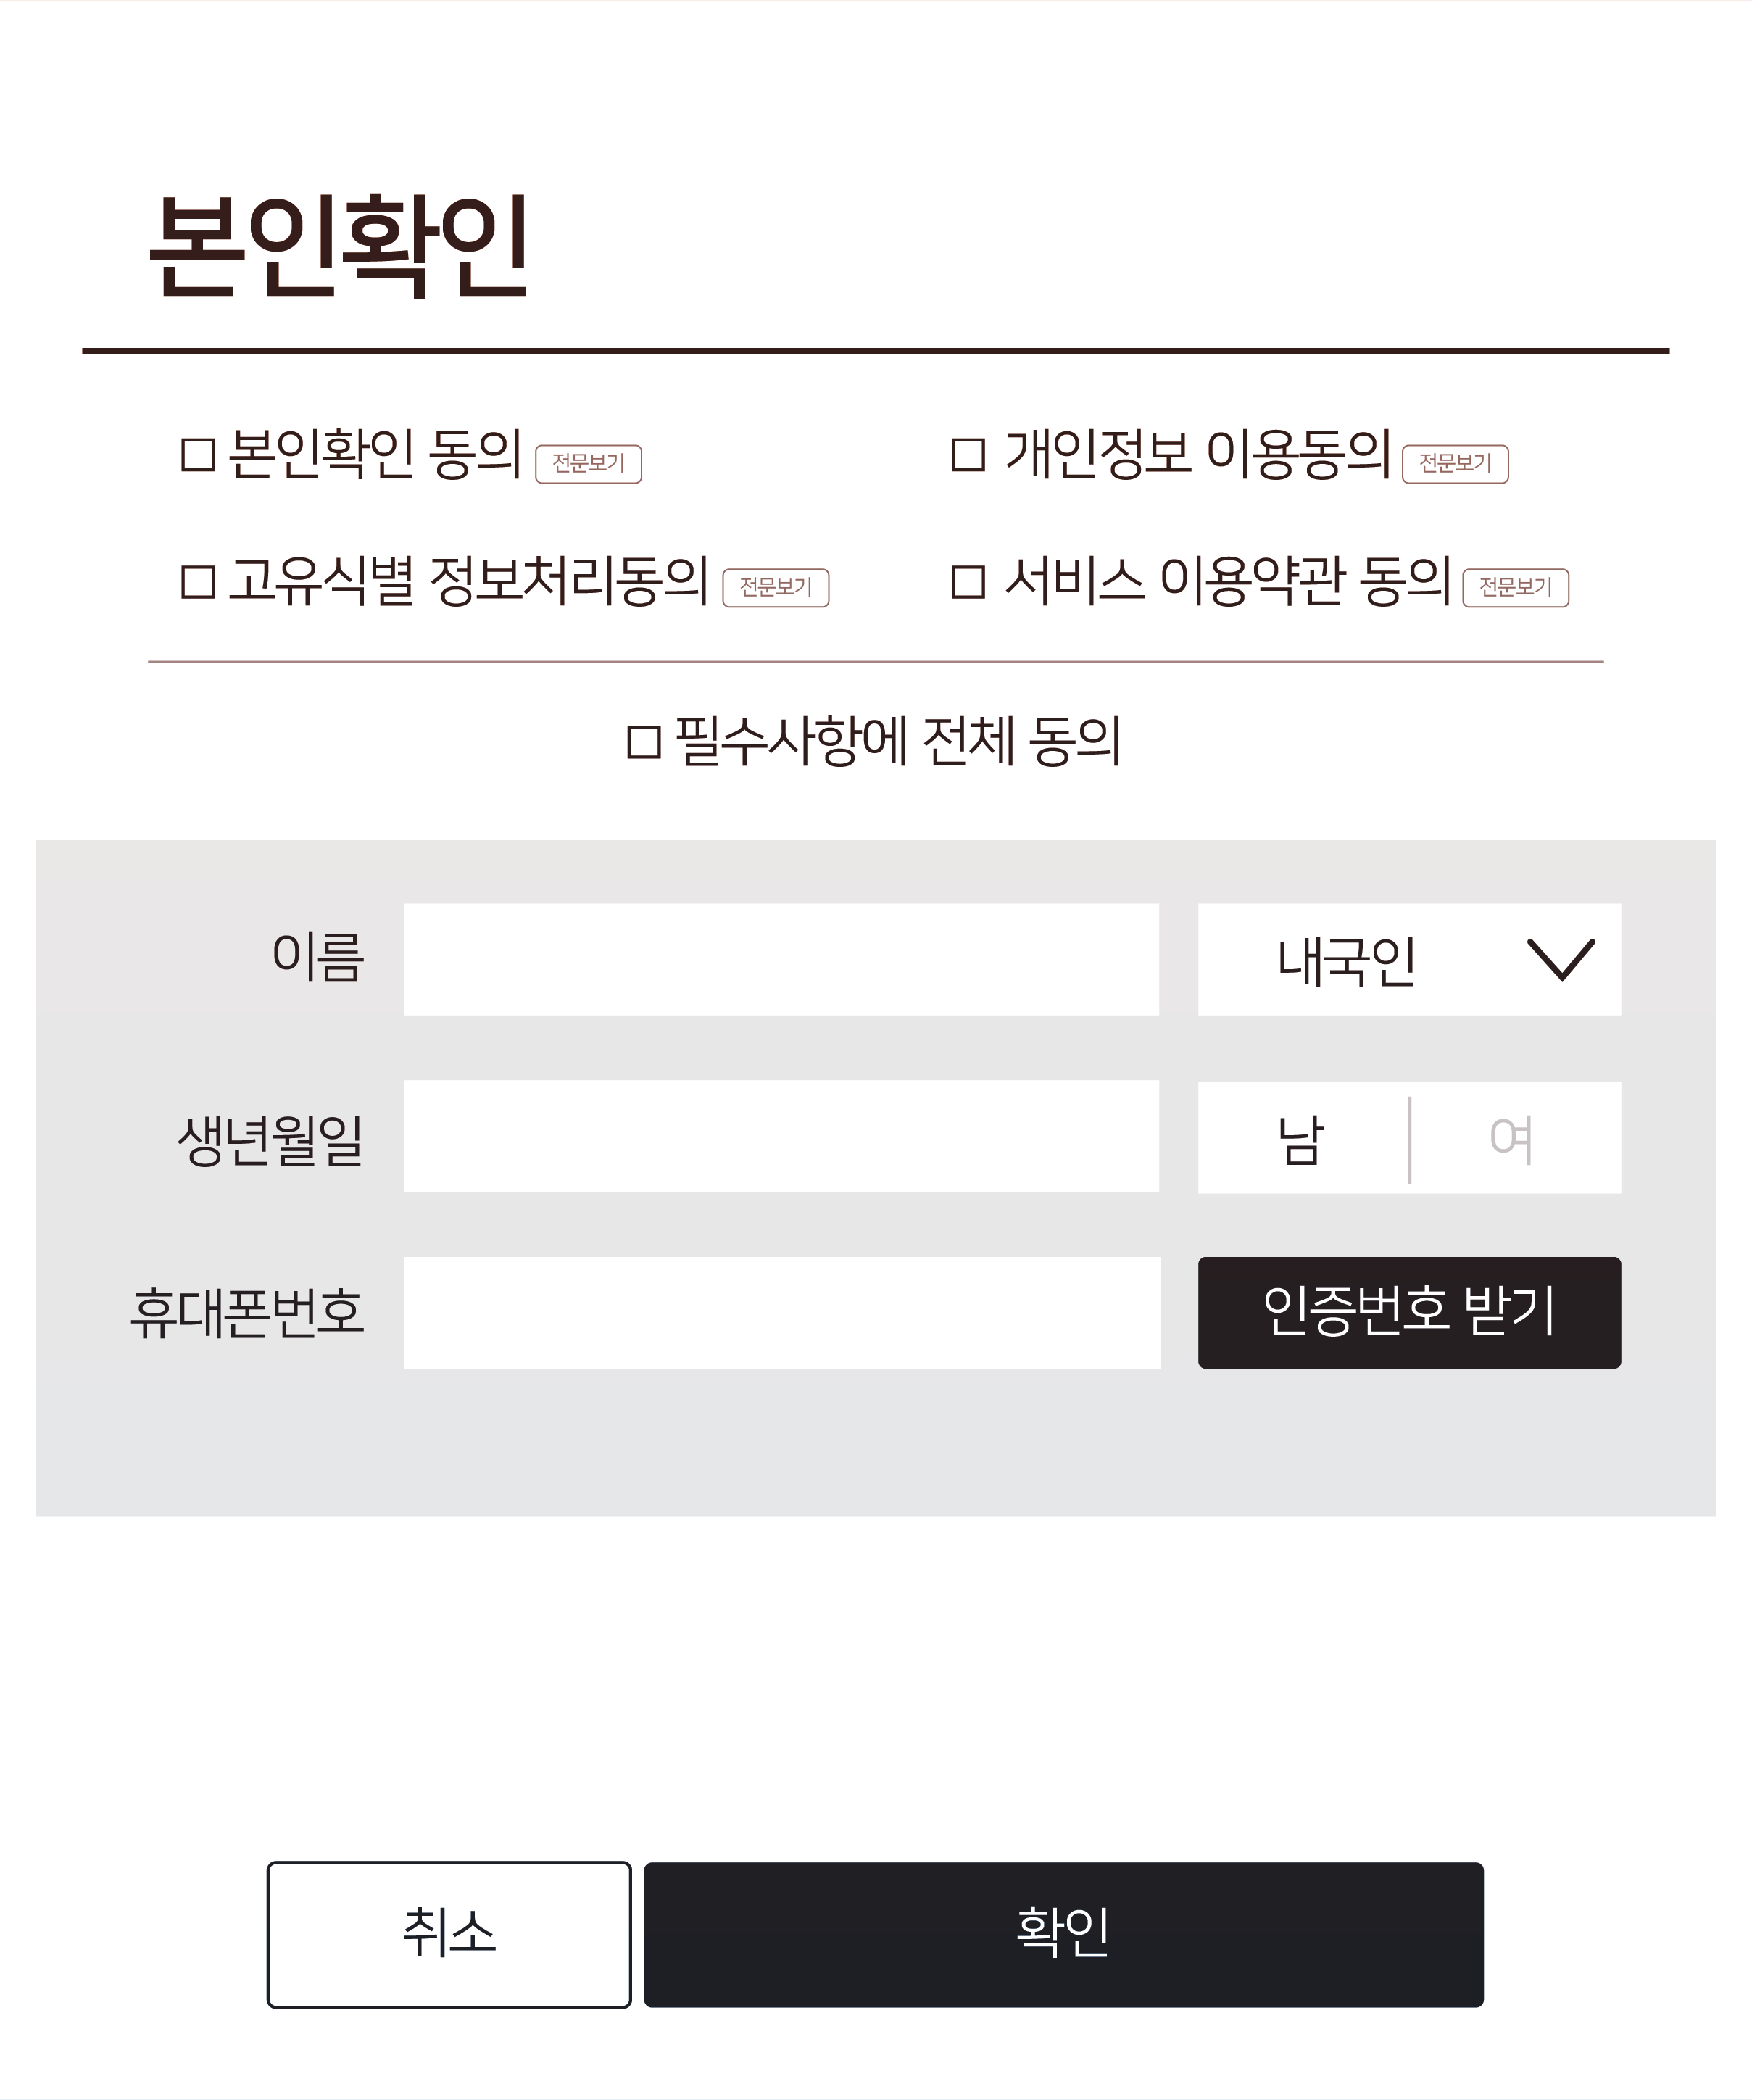 본인확인
본인확인 동의 전문보기
개인정보 이용동의 전문보기
고유식별 정보처리동의 전문보기
서비스 이용약관 동의 전문보기
필수사항에 전체 동의
이름
내국인
생년월일
남 여
휴대폰번호
인증번호 받기
취소
확인